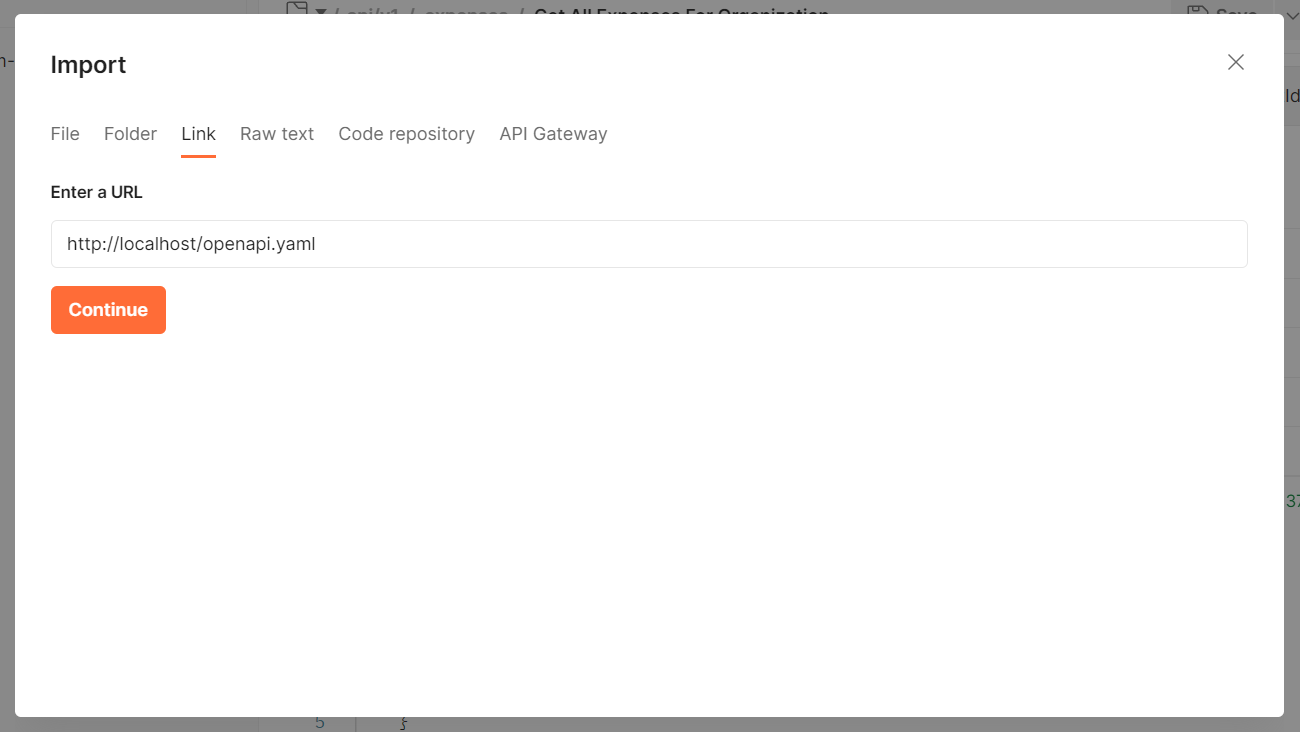 / api/v1 / expenses / Get All Expenses For Organization
Save
Import
File Folder Link Raw text Code repository API Gateway
Enter a URL
http://localhost/openapi.yaml
Continue
37
5 }